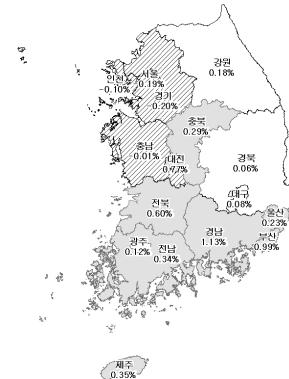 강원
0.18%
서울
0.19%
인천
-0.10%
경기
0.20%
충북
0.29%
충남
-0.01%
대전
0.77%
경북
0.06%
대구
0.08%
전북
0.60%
울산
0.23%
경남
1.13%
부산
0.99%
광주
0.12%
전남
0.34%
제주
0.35%